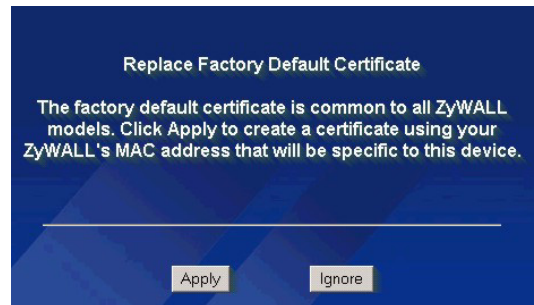 Replace Factory Default Certificate
The factory default certificate is common to all ZyWALL
models. Click Apply to create a certificate using your
ZyWALL's MAC address that will be specific to this device.
Apply
Ignore